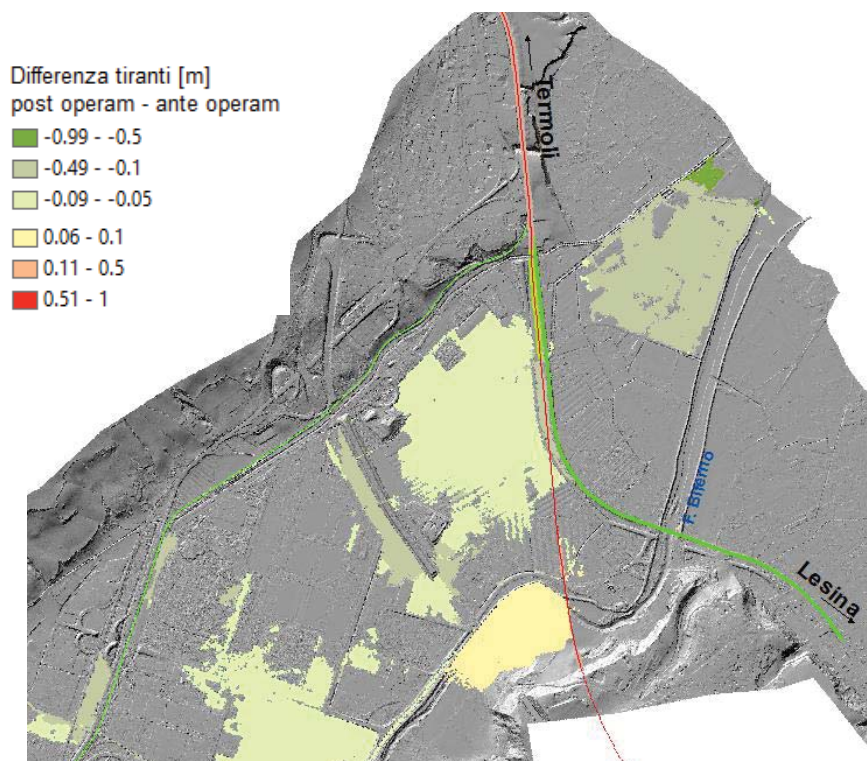 Differenza tiranti [m]
post operam - ante operam
-0.99 - -0.5
-0.49 - -0.1
-0.09 - -0.05
0.06 - 0.1
0.11 - 0.5
0.51 - 1
Termoli
F. Biferno
Lesina